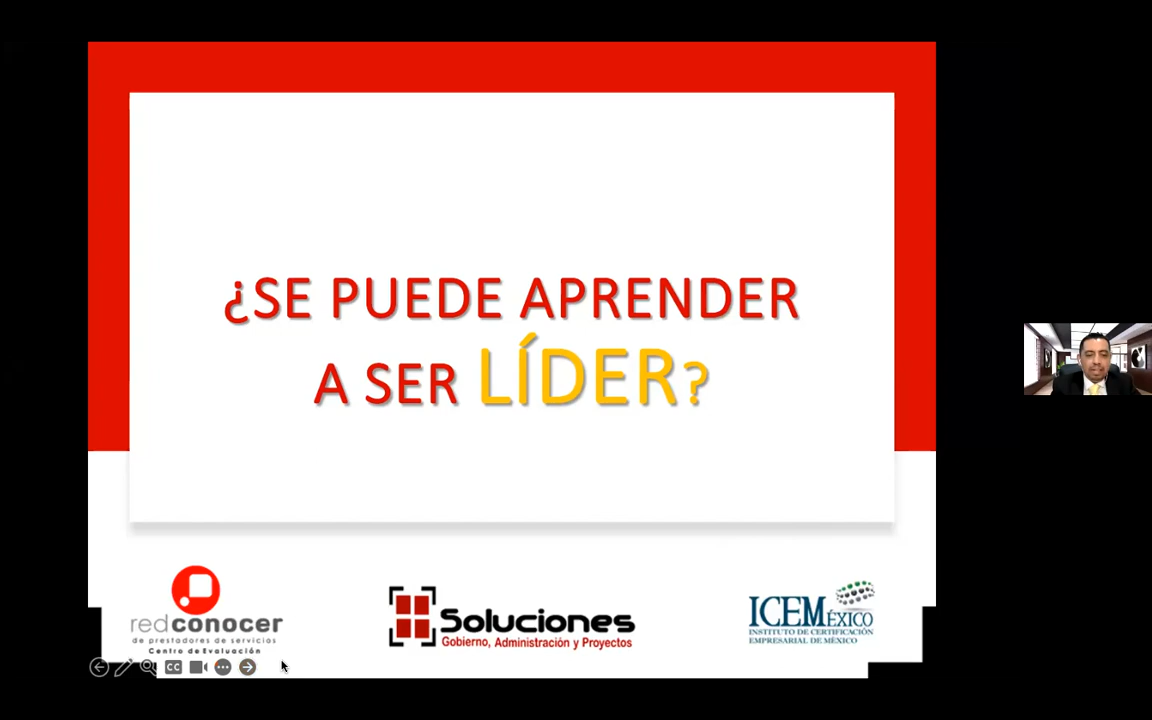 ¿SE PUEDE APRENDER
A SER LÍDER?
redconocer
de prestadores de servicios
Centro de Evaluación
Soluciones
Gobierno, Administración y Proyectos
ICEMÉXICO
INSTITUTO DE CERTIFICACIÓN
EMPRESARIAL DE MÉXICO
CC